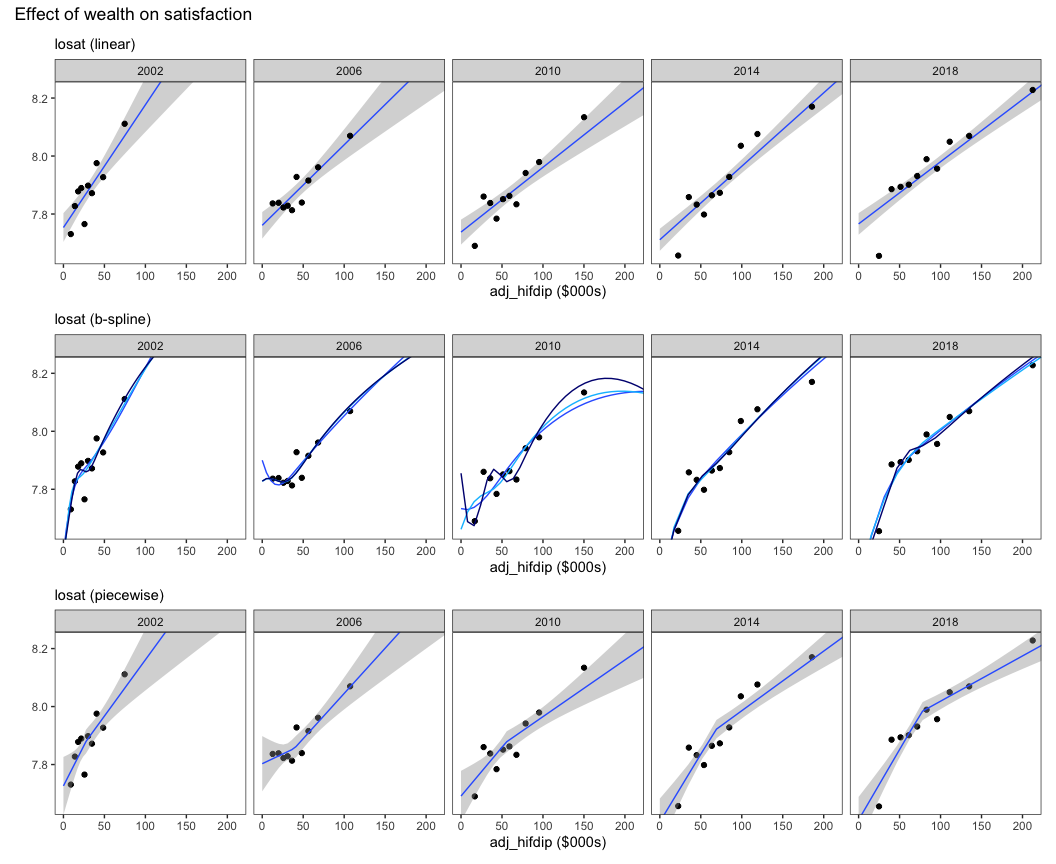 Effect of wealth on satisfaction
losat (linear)
2002 2006 2010 2014 2018
8.2
8.0
7.8
0 50 100 150 200 0 50 100 150 200 0 50 100 150 200 0 50 100 150 200 0 50 100 150 200
adj_hifdip ($000s)
losat (b-spline)
2002 2006 2010 2014 2018
8.2
8.0
7.8
0 50 100 150 200 0 50 100 150 200 0 50 100 150 200 0 50 100 150 200 0 50 100 150 200
adj_hifdip ($000s)
losat (piecewise)
2002 2006 2010 2014 2018
8.2
8.0
7.8
0 50 100 150 200 0 50 100 150 200 0 50 100 150 200 0 50 100 150 200 0 50 100 150 200
adj_hifdip ($000s)